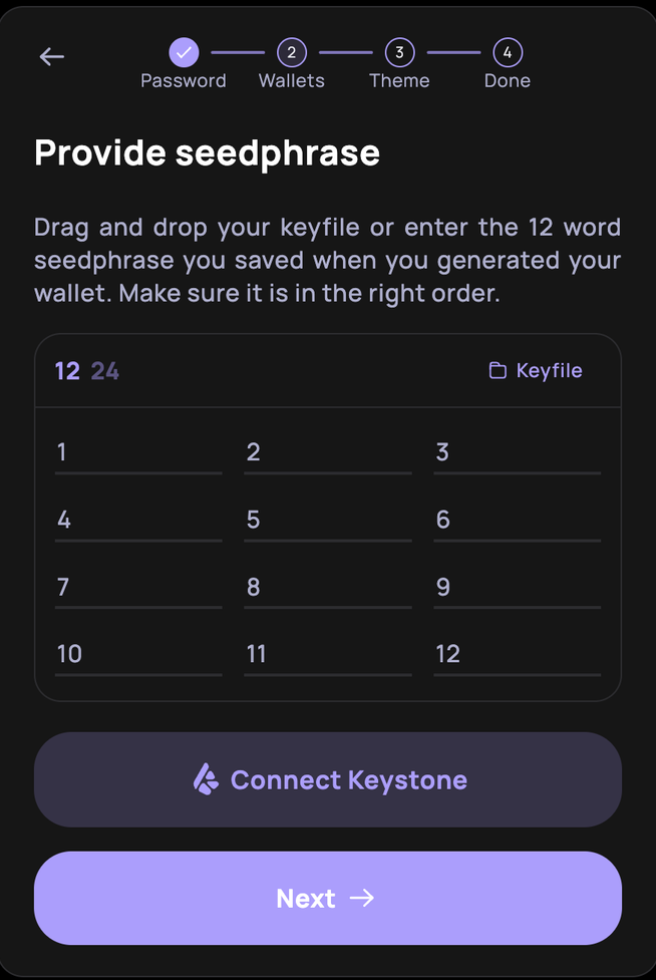 2 3 4
Password Wallets Theme Done
Provide seedphrase
Drag and drop your keyfile or enter the 12 word
seedphrase you saved when you generated your
wallet. Make sure it is in the right order.
12 24 Keyfile
1 2 3
4 5 6
7 8 9
10 11 12
Connect Keystone
Next →